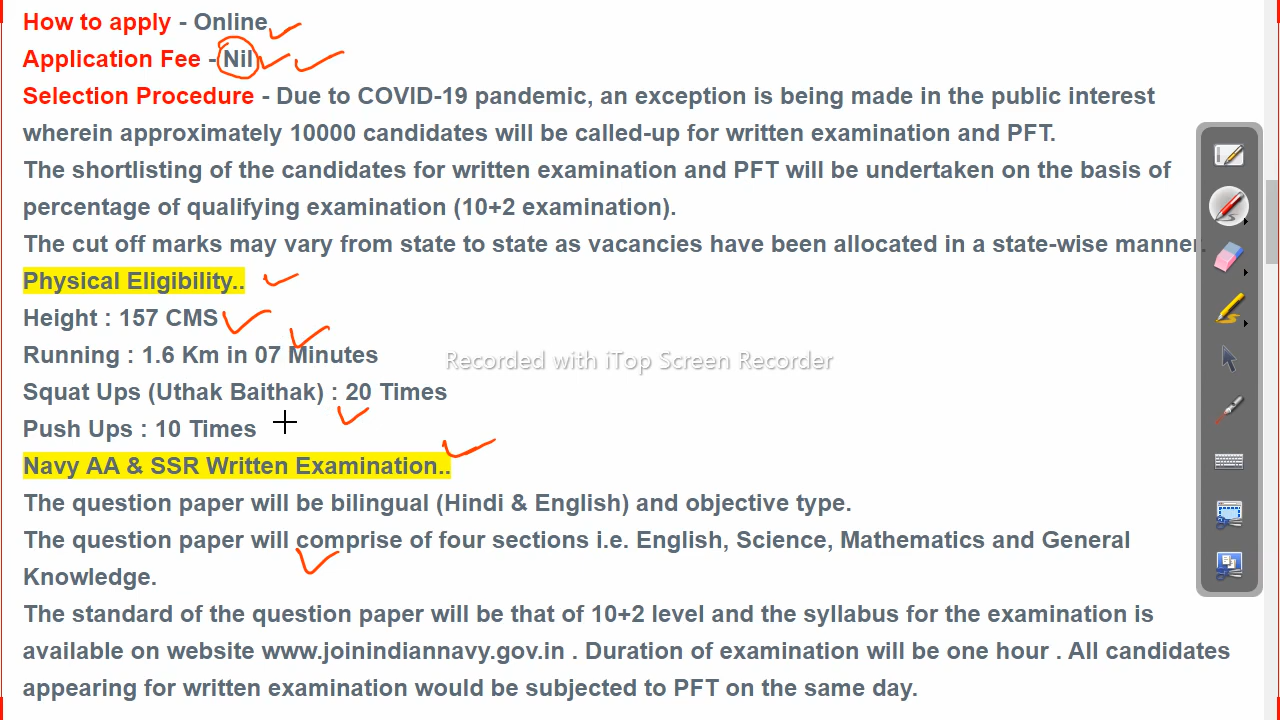 How to apply - Online
Application Fee - Nil
Selection Procedure - Due to COVID-19 pandemic, an exception is being made in the public interest
wherein approximately 10000 candidates will be called-up for written examination and PFT.
The shortlisting of the candidates for written examination and PFT will be undertaken on the basis of
percentage of qualifying examination (10+2 examination).
The cut off marks may vary from state to state as vacancies have been allocated in a state-wise manner.
Physical Eligibility..
Height : 157 CMS
Running : 1.6 Km in 07 Minutes
Recorded with iTop Screen Recorder
Squat Ups (Uthak Baithak) : 20 Times
Push Ups : 10 Times
Navy AA & SSR Written Examination..
The question paper will be bilingual (Hindi & English) and objective type.
The question paper will comprise of four sections i.e. English, Science, Mathematics and General
Knowledge.
The standard of the question paper will be that of 10+2 level and the syllabus for the examination is
available on website www.joinindiannavy.gov.in . Duration of examination will be one hour . All candidates
appearing for written examination would be subjected to PFT on the same day.